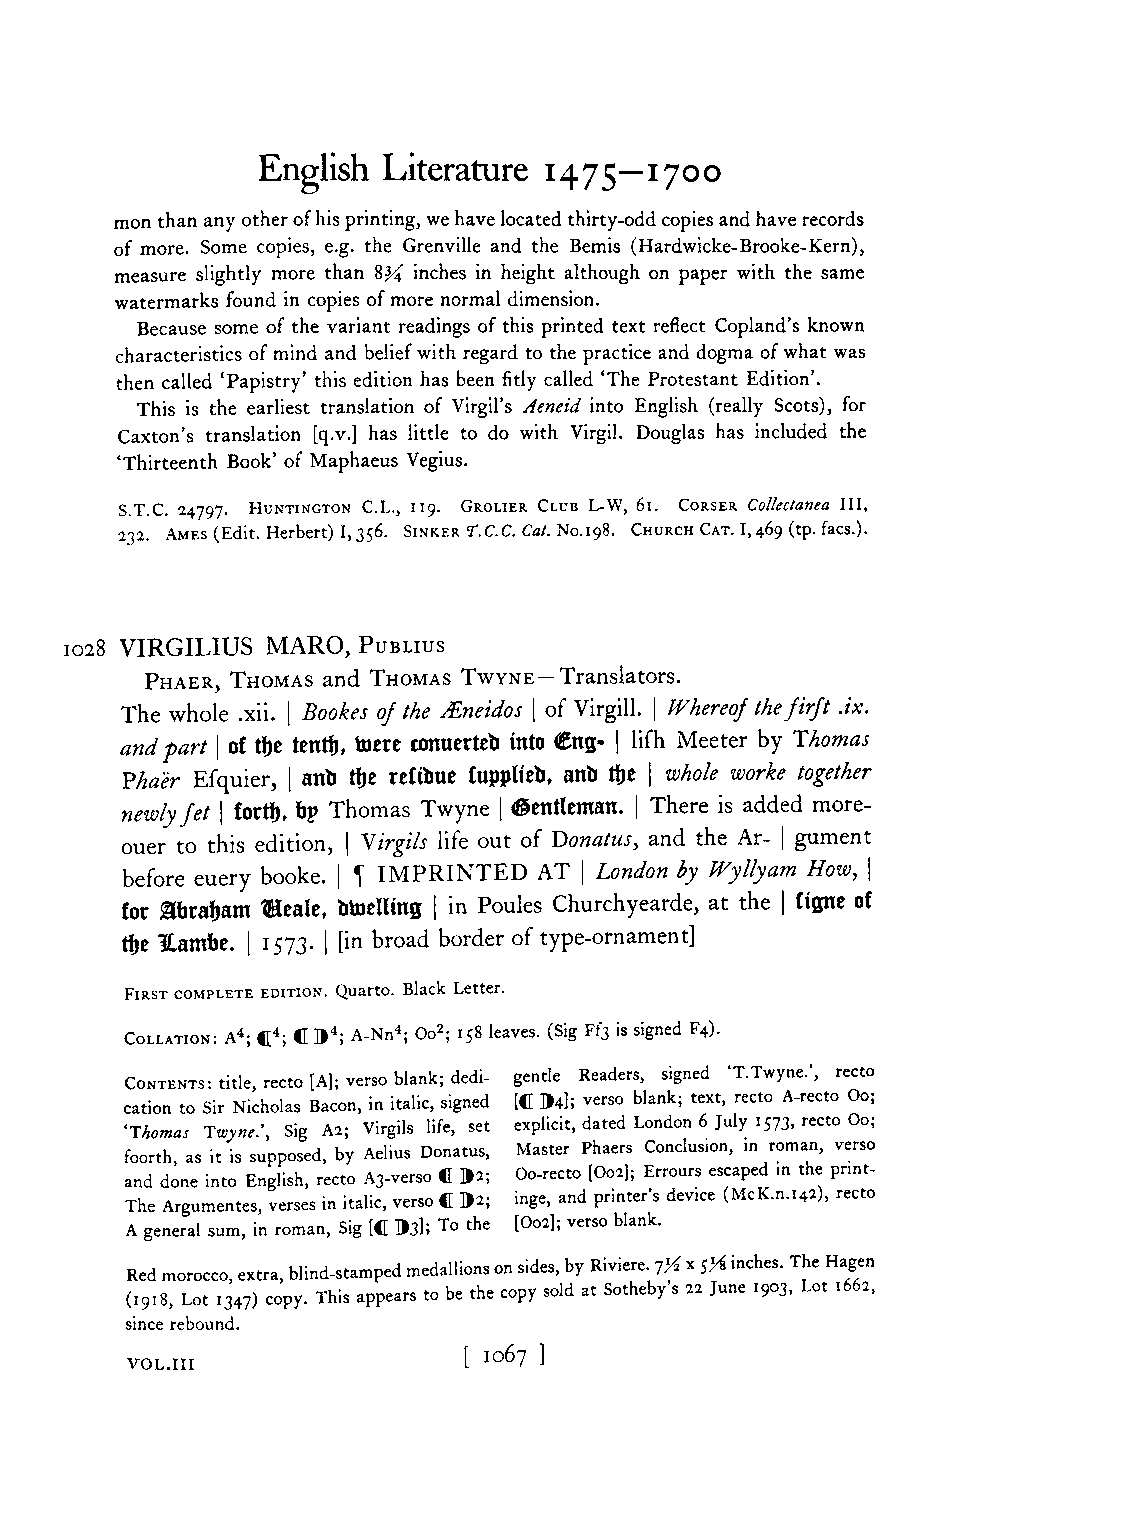 English Literature 1475—1700
mon than any other of his printing, we have located thirty-odd copies and have records
of more. Some copies, e.g. the Grenville and the Bemis (Hardwicke-Brooke-Kern),
measure slightly more than 8¾ inches in height although on paper with the same
watermarks found in copies of more normal dimension.
Because some of the variant readings of this printed text reflect Copland's known
characteristics of mind and belief with regard to the practice and dogma of what was
then called 'Papistry' this edition has been fitly called 'The Protestant Edition'.
This is the earliest translation of Virgil's Aeneid into English (really Scots), for
Caxton's translation [q.v.] has little to do with Virgil. Douglas has included the
'Thirteenth Book' of Maphaeus Vegius.
S.T.C. 24797. HUNTINGTON C.L., 119. GROLIER CLUB L-W, 61. CORSER Collectanea III,
232. AMES (Edit. Herbert) I, 356. SINKER T.C.C. Cat. No.198. CHURCH CAT. I, 469 (tp. facs.).
1028 VIRGILIUS MARO, PUBLIUS
PHAER, THOMAS and THOMAS TWYNE—Translators.
The whole .xii. | Bookes of the Æneidos | of Virgill. | Whereof the firſt .ix.
and part | of the tenth, were conuerted into Eng- | liſh Meeter by Thomas
Phaër Eſquier, | and the reſidue ſupplied, and the | whole worke together
newly ſet | forth, by Thomas Twyne | Gentleman. | There is added more-
ouer to this edition, | Virgils life out of Donatus, and the Ar- | gument
before euery booke. | ¶ IMPRINTED AT | London by Wyllyam How, |
for Abraham Veale, dwelling | in Poules Churchyearde, at the | ſigne of
the Lambe. | 1573. | [in broad border of type-ornament]
FIRST COMPLETE EDITION. Quarto. Black Letter.
COLLATION: A⁴; ¶⁴; ¶ D⁴; A-Nn⁴; Oo²; 158 leaves. (Sig Ff3 is signed F4).
CONTENTS: title, recto [A]; verso blank; dedi-
cation to Sir Nicholas Bacon, in italic, signed
'Thomas Twyne.', Sig A2; Virgils life, set
foorth, as it is supposed, by Aelius Donatus,
and done into English, recto A3-verso ¶ D2;
The Argumentes, verses in italic, verso ¶ D2;
A general sum, in roman, Sig [¶ D3]; To the
gentle Readers, signed 'T.Twyne.', recto
[¶ D4]; verso blank; text, recto A-recto Oo;
explicit, dated London 6 July 1573, recto Oo;
Master Phaers Conclusion, in roman, verso
Oo-recto [Oo2]; Errours escaped in the print-
inge, and printer's device (McK.n.142), recto
[Oo2]; verso blank.
Red morocco, extra, blind-stamped medallions on sides, by Riviere. 7½ x 5⅛ inches. The Hagen
(1918, Lot 1347) copy. This appears to be the copy sold at Sotheby's 22 June 1903, Lot 1662,
since rebound.
VOL.III
[ 1067 ]